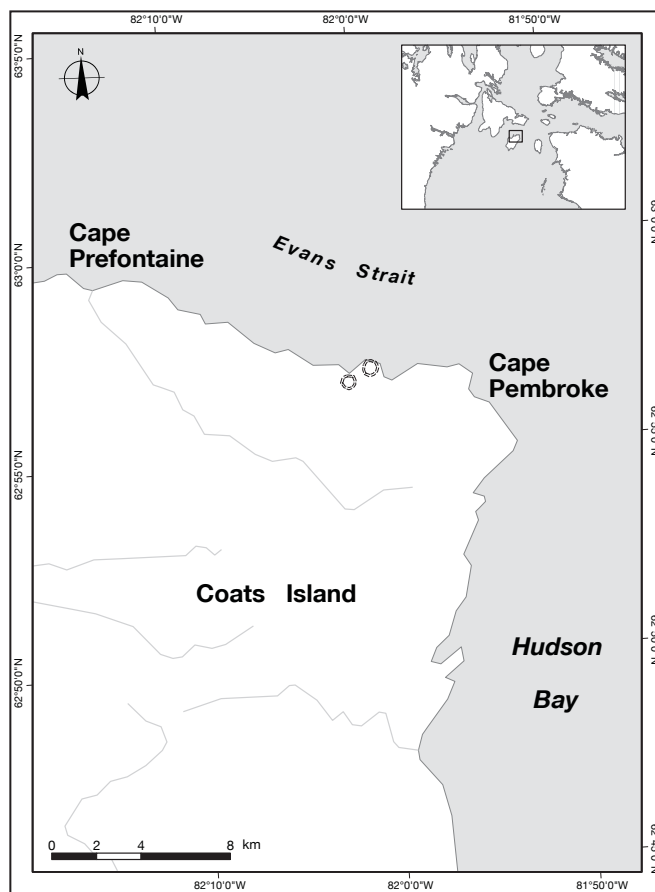 82°10'0"W
82°0'0"W
81°50'0"W
63°5'0"N
N
Cape
Prefontaine
Evans Strait
63°0'0"N
Cape
Pembroke
62°55'0"N
Coats Island
Hudson
Bay
62°50'0"N
0 2 4 8 km
82°10'0"W
82°0'0"W
81°50'0"W